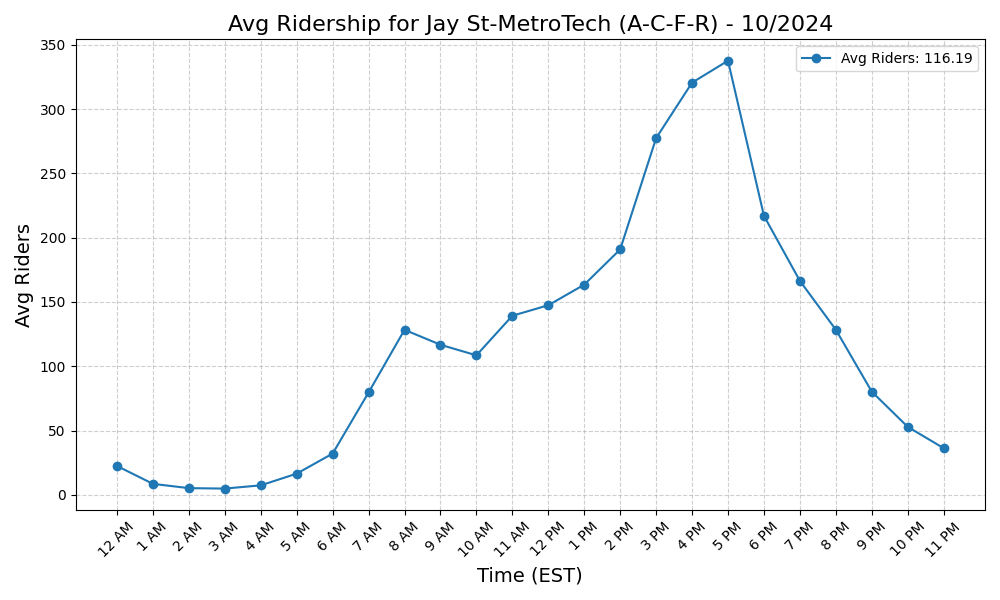 Avg Ridership for Jay St-MetroTech (A-C-F-R) - 10/2024
Avg Riders: 116.19
350
300
250
200
150
100
50
0
Avg Riders
12 AM
1 AM
2 AM
3 AM
4 AM
5 AM
6 AM
7 AM
8 AM
9 AM
10 AM
11 AM
12 PM
1 PM
2 PM
3 PM
4 PM
5 PM
6 PM
7 PM
8 PM
9 PM
10 PM
11 PM
Time (EST)